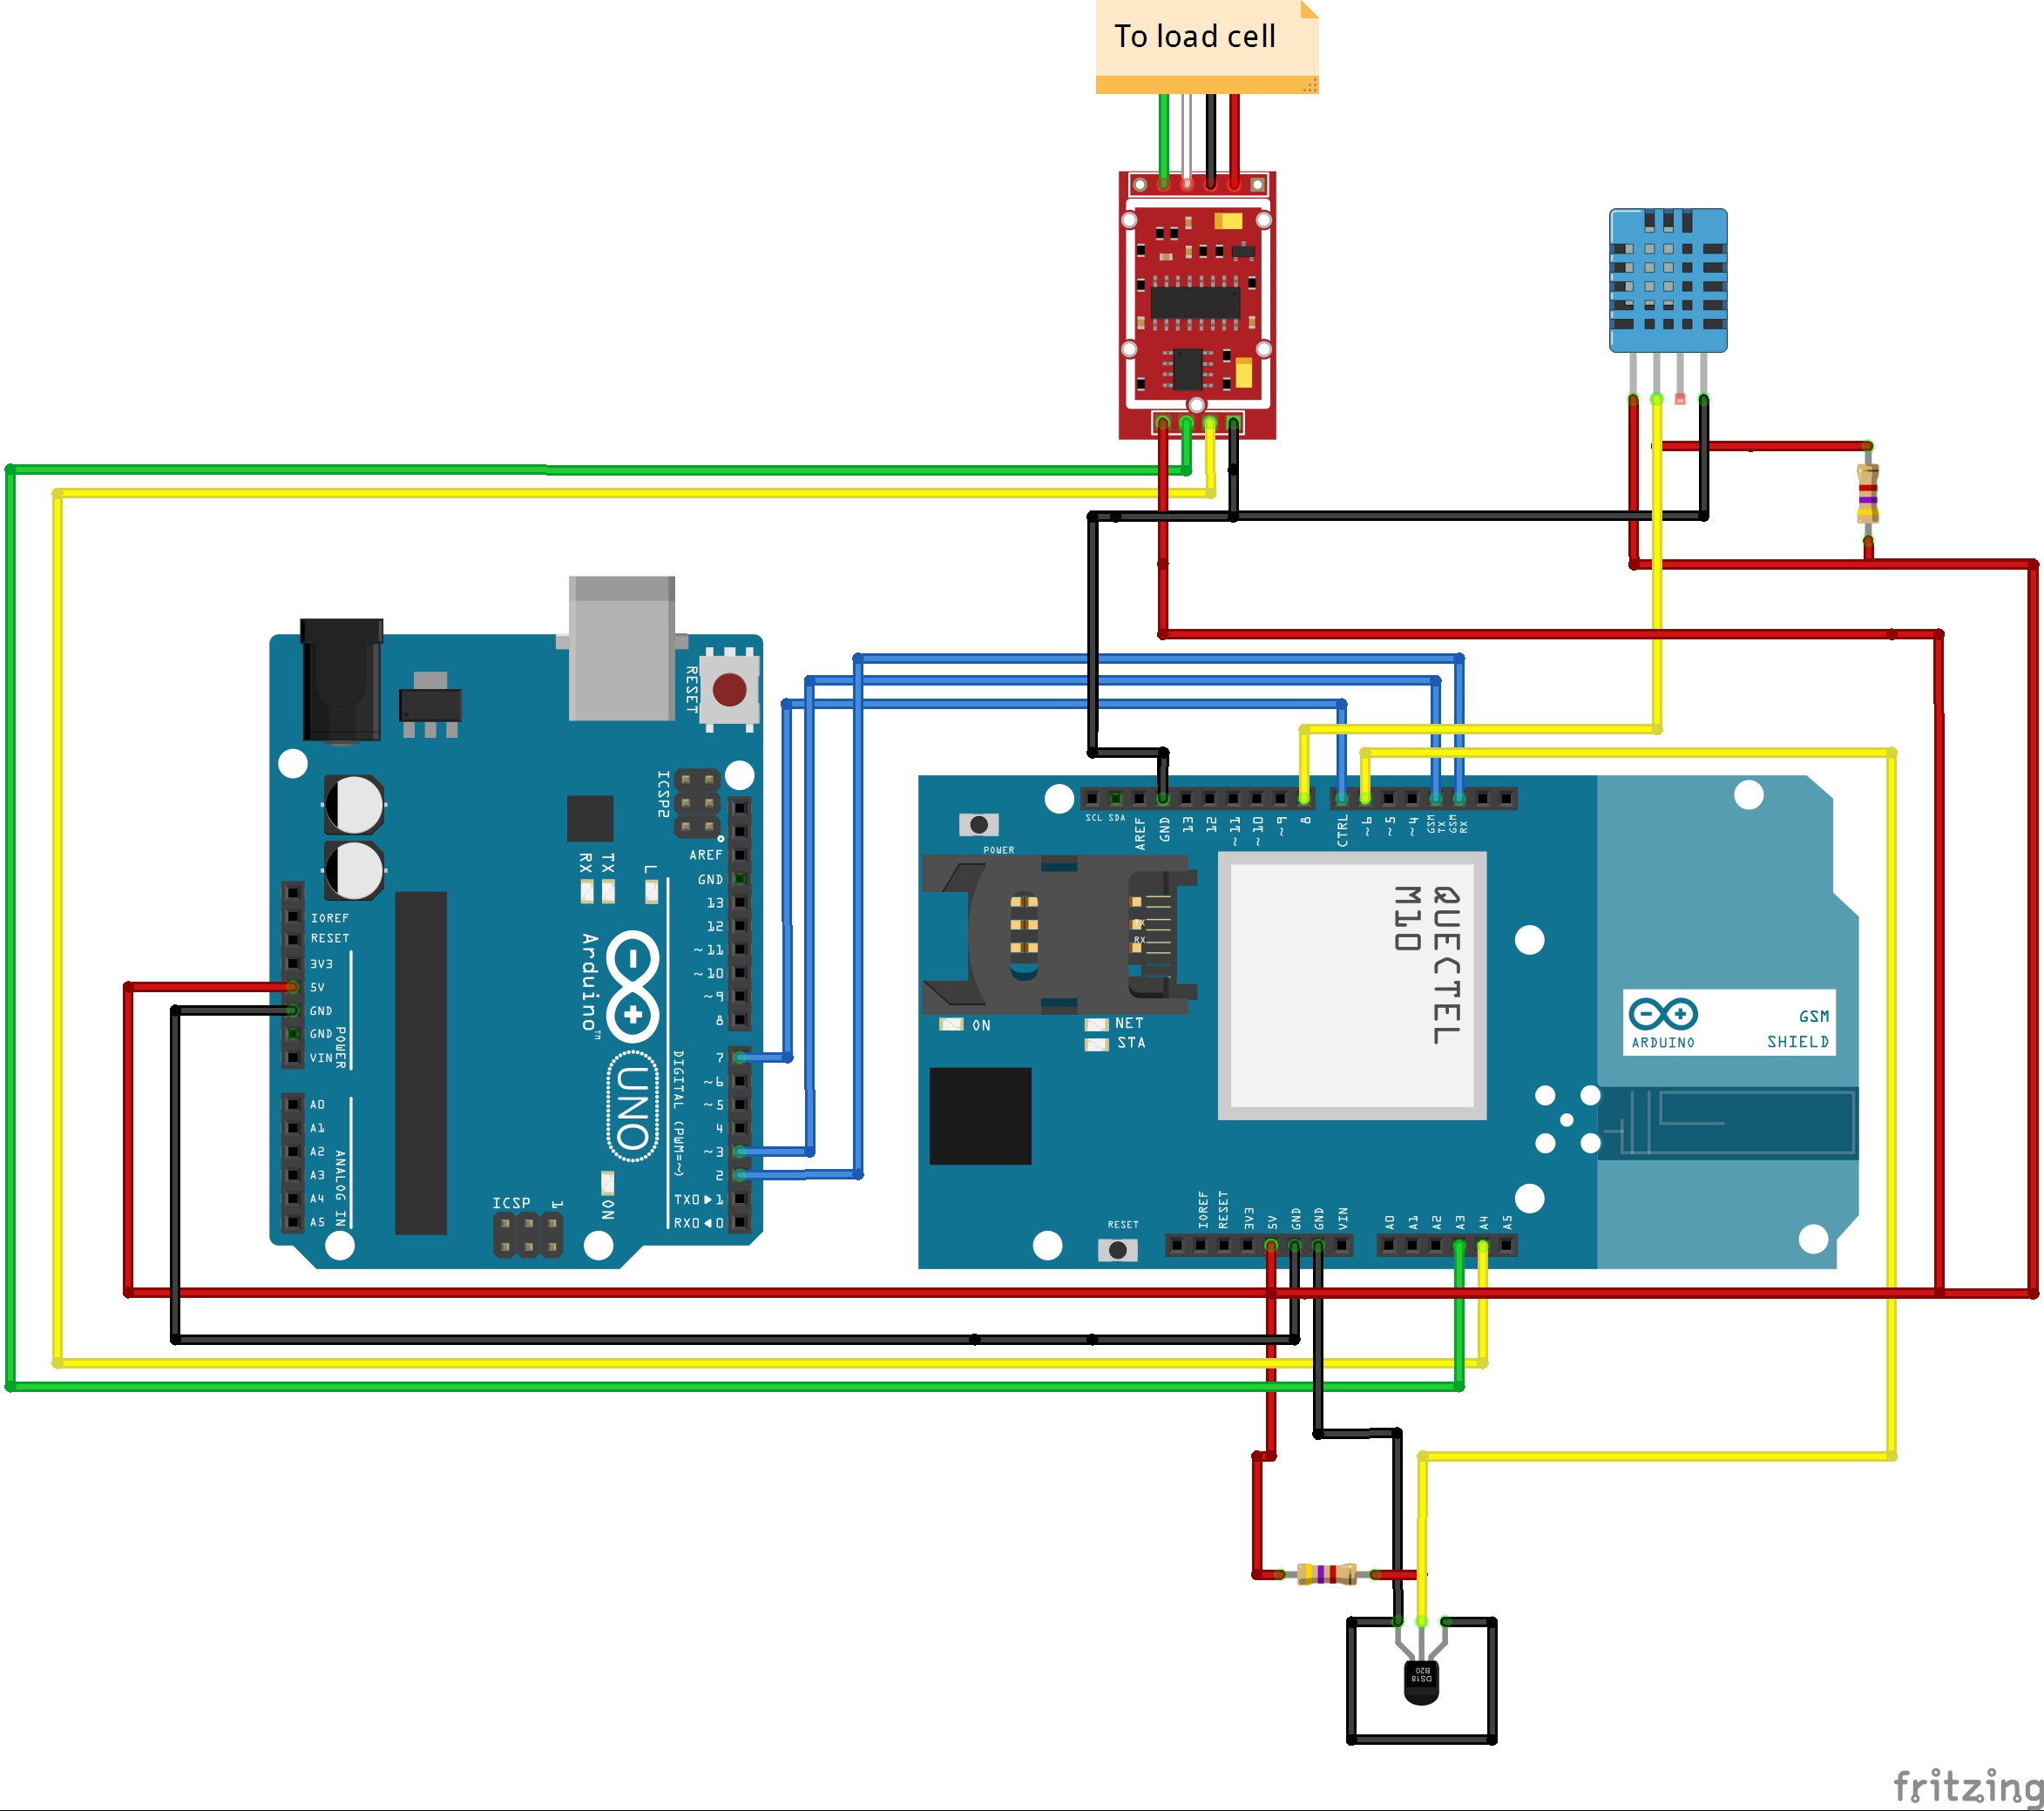 To load cell
RESET
ICSP2
RX
TX
L
AREF
GND
13
12
~11
~10
~9
8
IOREF
RESET
3V3
5V
GND
GND
VIN
POWER
Arduino™
UNO
7
~6
~5
4
~3
2
TX0▶1
RX0◀0
DIGITAL (PWM=~)
A0
A1
A2
A3
A4
A5
ANALOG IN
ICSP
1
ON
SCL
SDA
AREF
GND
13
12
~11
~10
~9
8
CTRL
~6
~5
~4
GSM TX
GSM RX
POWER
TX
RX
QUECTEL
M10
ON
NET
STA
ARDUINO
GSM
SHIELD
RESET
IOREF
RESET
3V3
5V
GND
GND
VIN
A0
A1
A2
A3
A4
A5
DS18
B20
fritzing